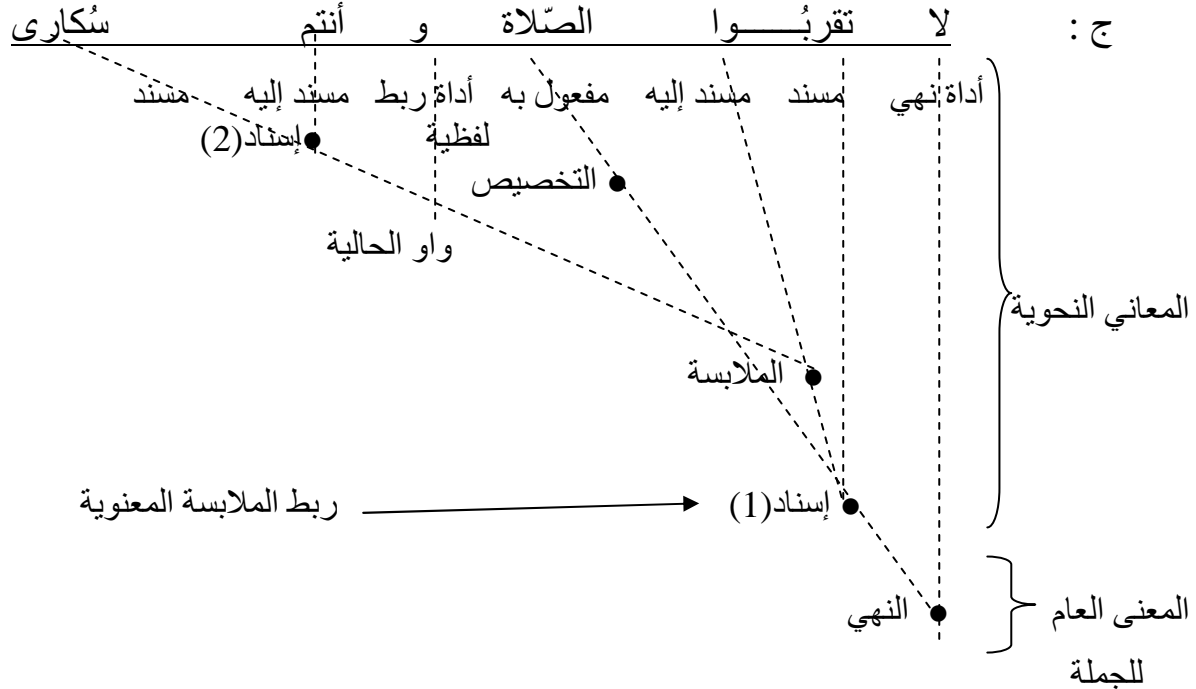 ج : لا تقربُـــــوا الصّلاة و أنتم سُكارى
أداة نهي مسند مسند إليه مفعول به أداة ربط مسند إليه مسند
لفظية
إسناد(2)
التخصيص
واو الحالية
المعاني النحوية
الملابسة
إسناد(1)
ربط الملابسة المعنوية
النهي
المعنى العام
للجملة